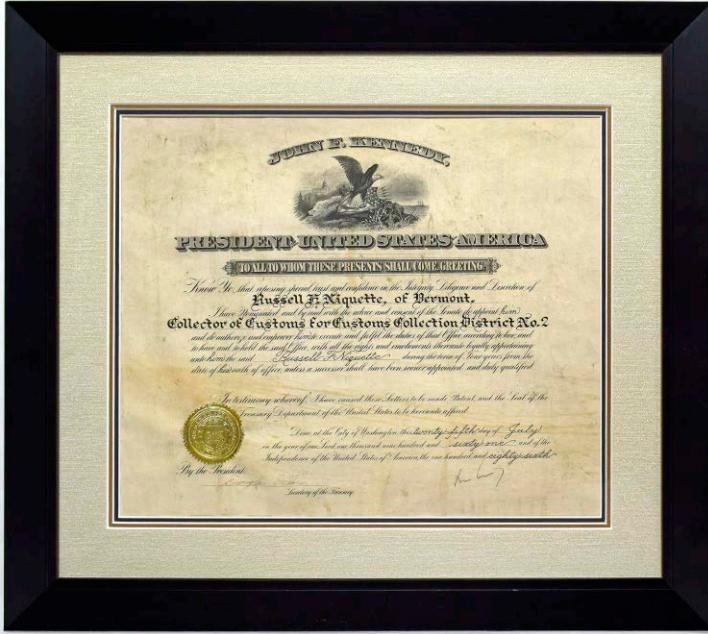 JOHN F. KENNEDY,
PRESIDENT UNITED STATES AMERICA
TO ALL TO WHOM THESE PRESENTS SHALL COME, GREETING:
Know Ye, that reposing special trust and confidence in the Integrity, Diligence and Discretion of
Russell F. Niquette, of Vermont,
I have Nominated and by and with the advice and consent of the Senate do appoint him
Collector of Customs for Customs Collection District No. 2
and do authorize and empower him to execute and fulfil the duties of that Office according to law, and
to have and to hold the said Office, with all the rights and emoluments thereunto legally appertaining
unto him the said Russell F. Niquette during the term of four years from the
date of his oath of office, unless a successor shall have been sooner appointed and duly qualified
In testimony whereof, I have caused these Letters to be made Patent, and the Seal of the
Treasury Department of the United States to be hereunto affixed.
Done at the City of Washington this twenty-fifth day of July
in the year of our Lord one thousand nine hundred and sixty-one and of the
Independence of the United States of America, the one hundred and eighty-sixth
By the President:
Secretary of the Treasury